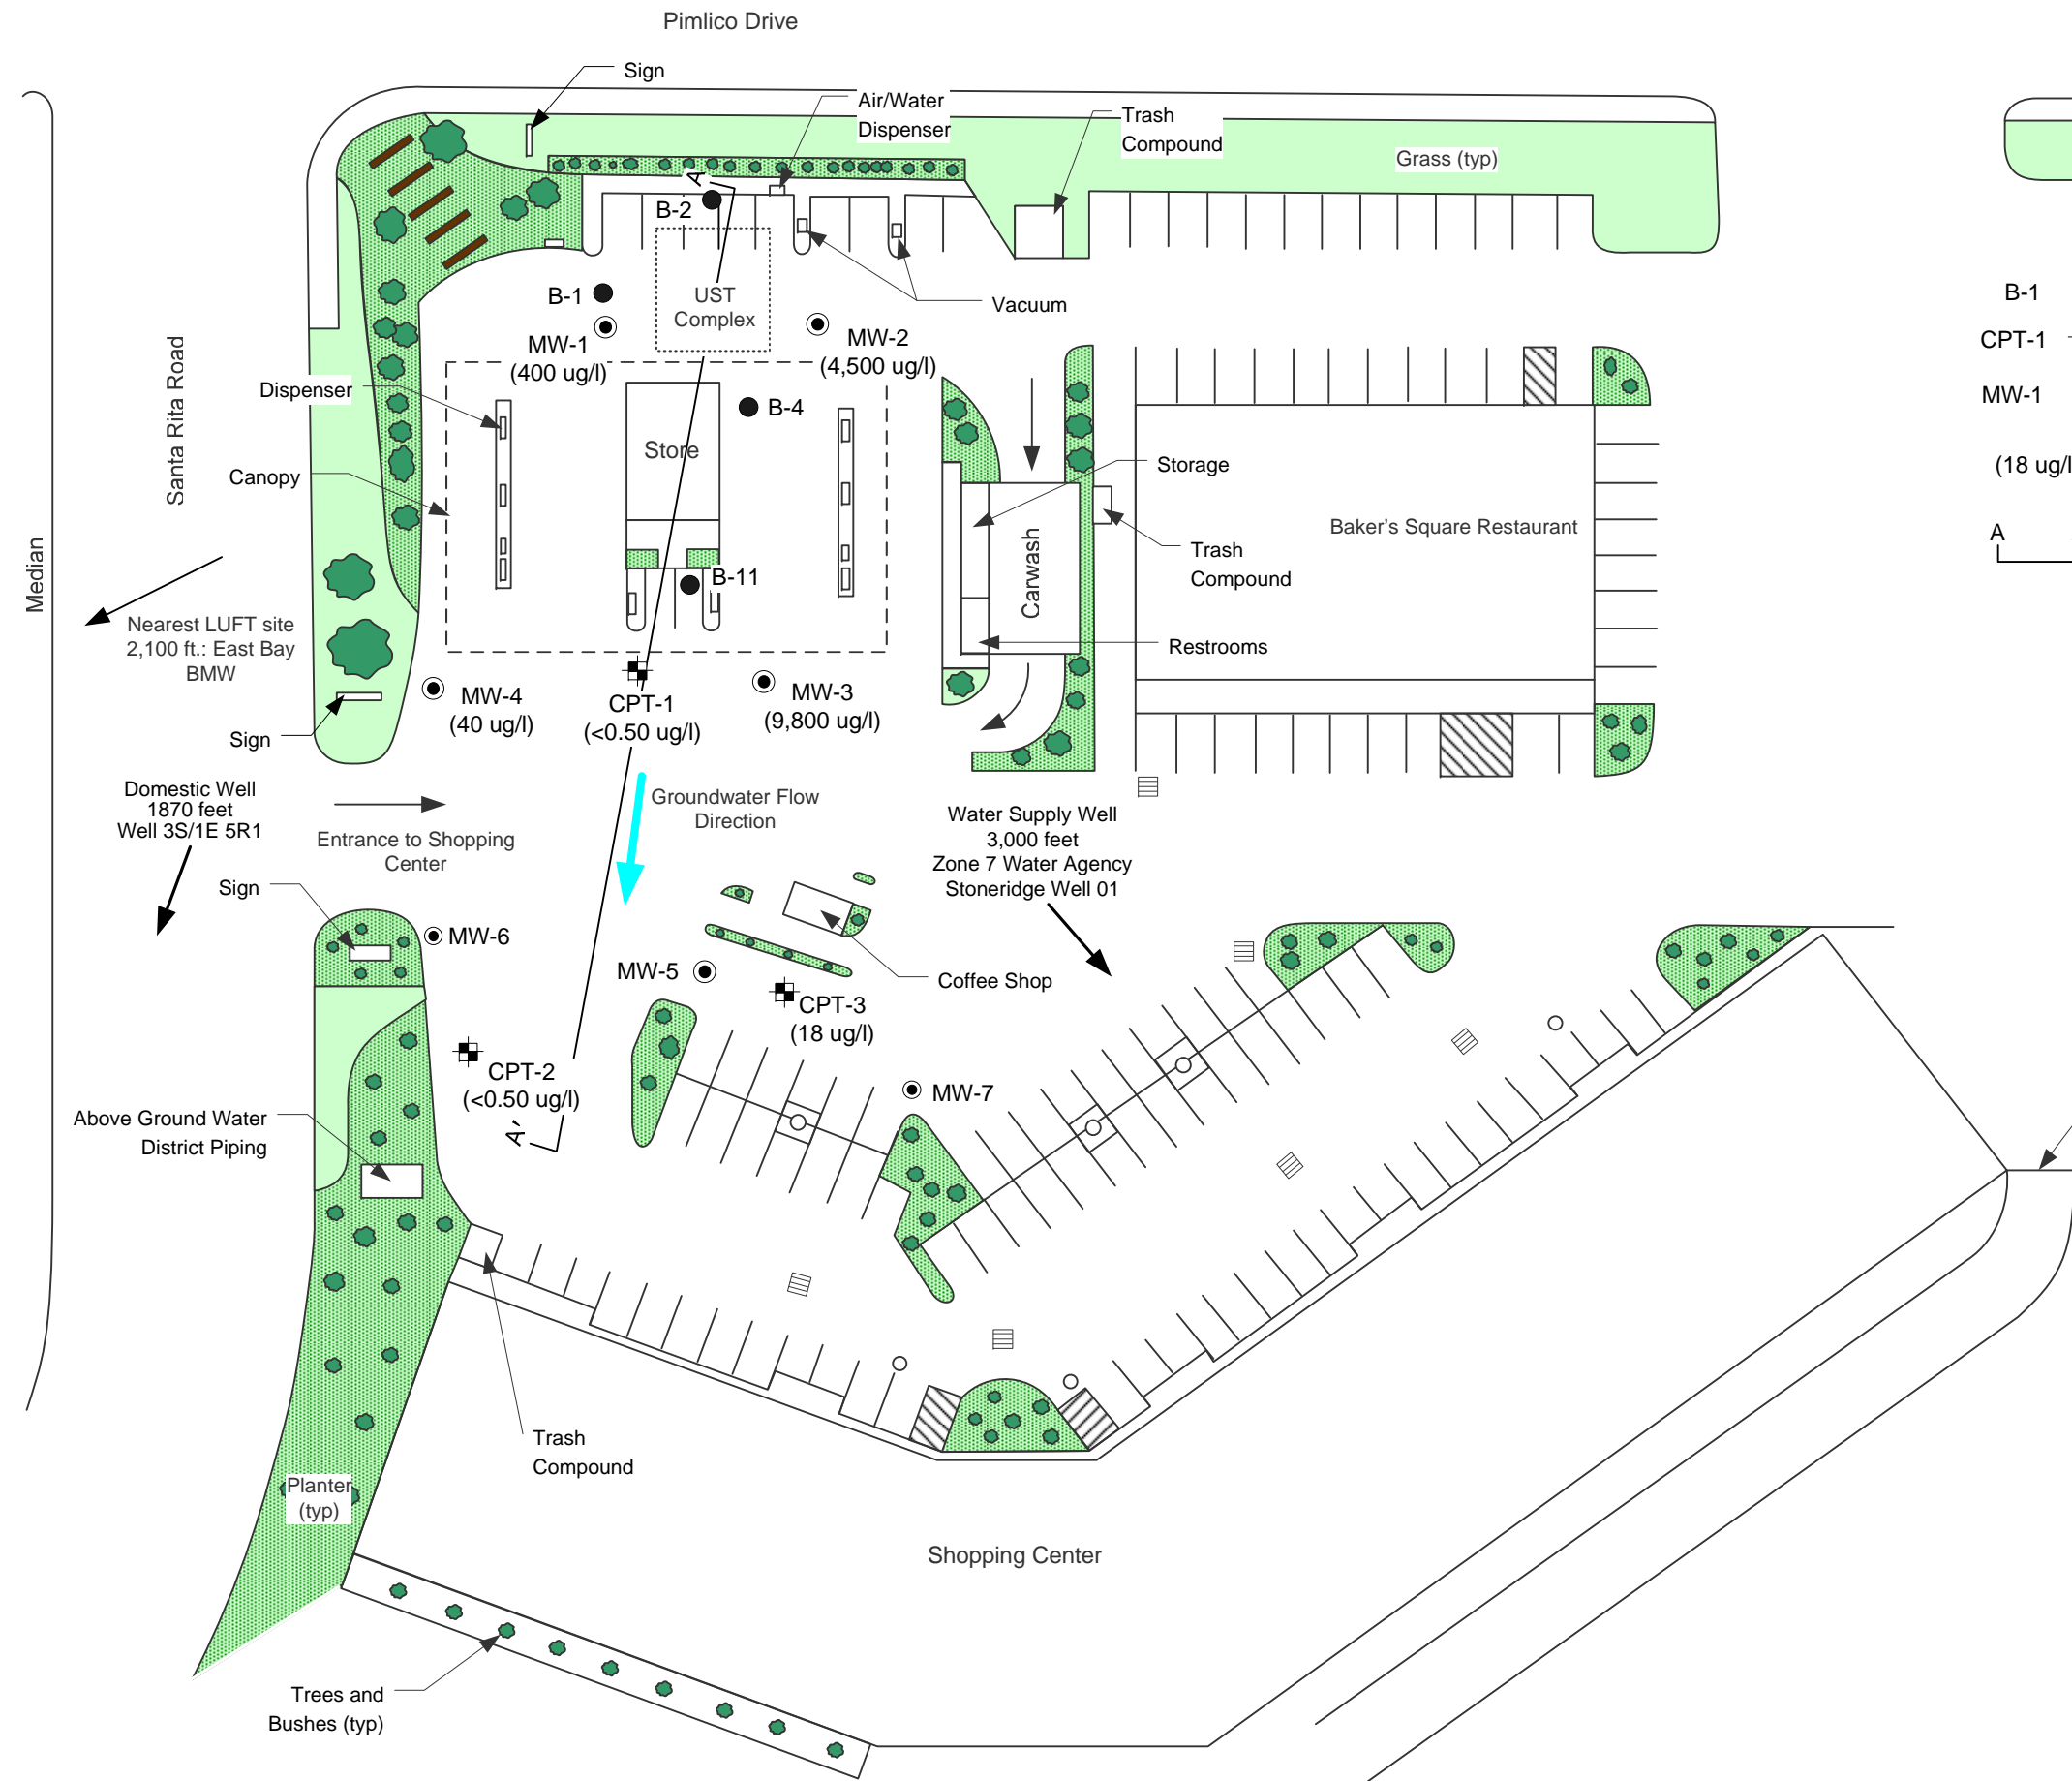 Pimlico Drive
Sign
Air/Water
Dispenser
Trash
Compound
Grass (typ)
A
B-2
B-1
UST
Complex
Vacuum
MW-1
(400 ug/l)
MW-2
(4,500 ug/l)
B-1
CPT-1
MW-1
(18 ug/l
A
Santa Rita Road
Median
Dispenser
Canopy
Store
B-4
B-11
Storage
Carwash
Trash
Compound
Restrooms
Baker's Square Restaurant
Nearest LUFT site
2,100 ft.: East Bay
BMW
Sign
MW-4
(40 ug/l)
CPT-1
(<0.50 ug/l)
MW-3
(9,800 ug/l)
Domestic Well
1870 feet
Well 3S/1E 5R1
Entrance to Shopping
Center
Groundwater Flow
Direction
Water Supply Well
3,000 feet
Zone 7 Water Agency
Stoneridge Well 01
Sign
MW-6
MW-5
Coffee Shop
CPT-3
(18 ug/l)
CPT-2
(<0.50 ug/l)
MW-7
A'
Above Ground Water
District Piping
Trash
Compound
Planter
(typ)
Shopping Center
Trees and
Bushes (typ)